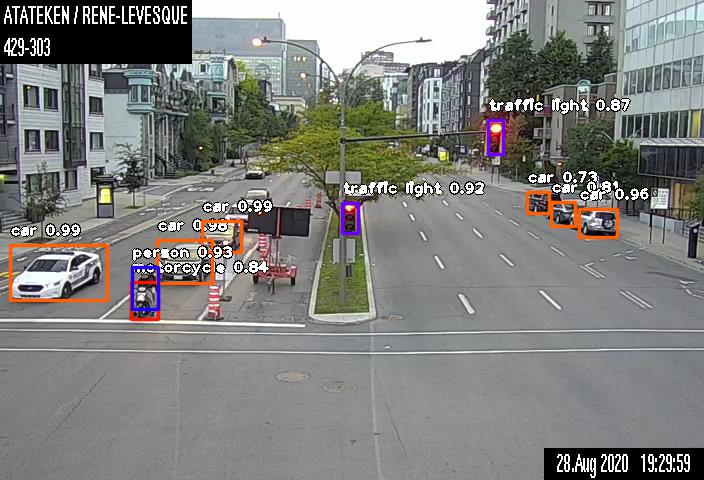 ATATEKEN / RENE-LEVESQUE
429-303
traffic light 0.87
traffic light 0.92
car 0.73
car 0.81
car 0.96
car 0.99
car 0.99
car 0.98
person 0.93
motorcycle 0.84
28.Aug 2020 19:29:59